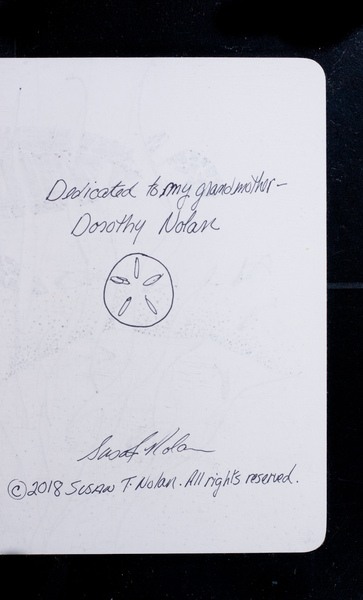 Dedicated to my grandmother-
Dorothy Nolan
Susan Nolan
©2018 SUSAN T. Nolan. All rights reserved.